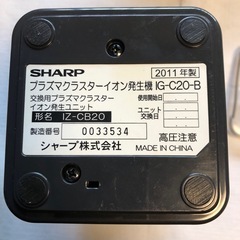 SHARP
2011年製
プラズマクラスターイオン発生機 IG-C20-B
交換用プラズマクラスター
イオン発生ユニット
形名 IZ-CB20
製造番号 0033534
使用開始日
ユニット
交換日
高圧注意
シャープ株式会社
MADE IN CHINA